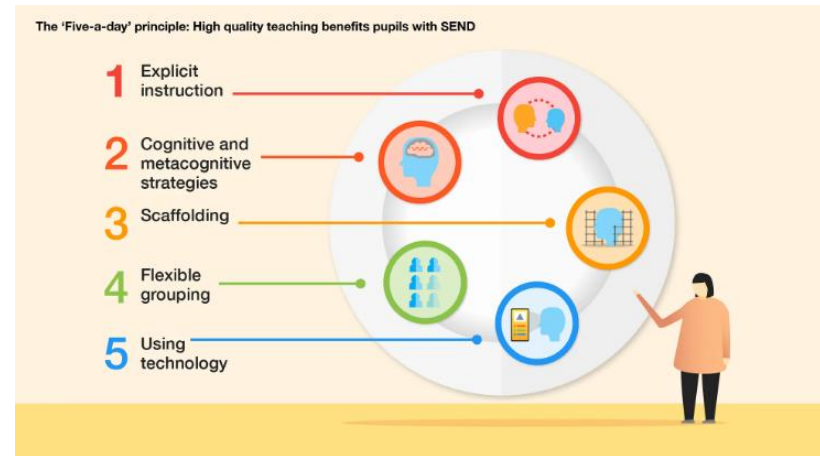 The ‘Five-a-day’ principle: High quality teaching benefits pupils with SEND
1 Explicit
instruction
2 Cognitive and
metacognitive
strategies
3 Scaffolding
4 Flexible
grouping
5 Using
technology